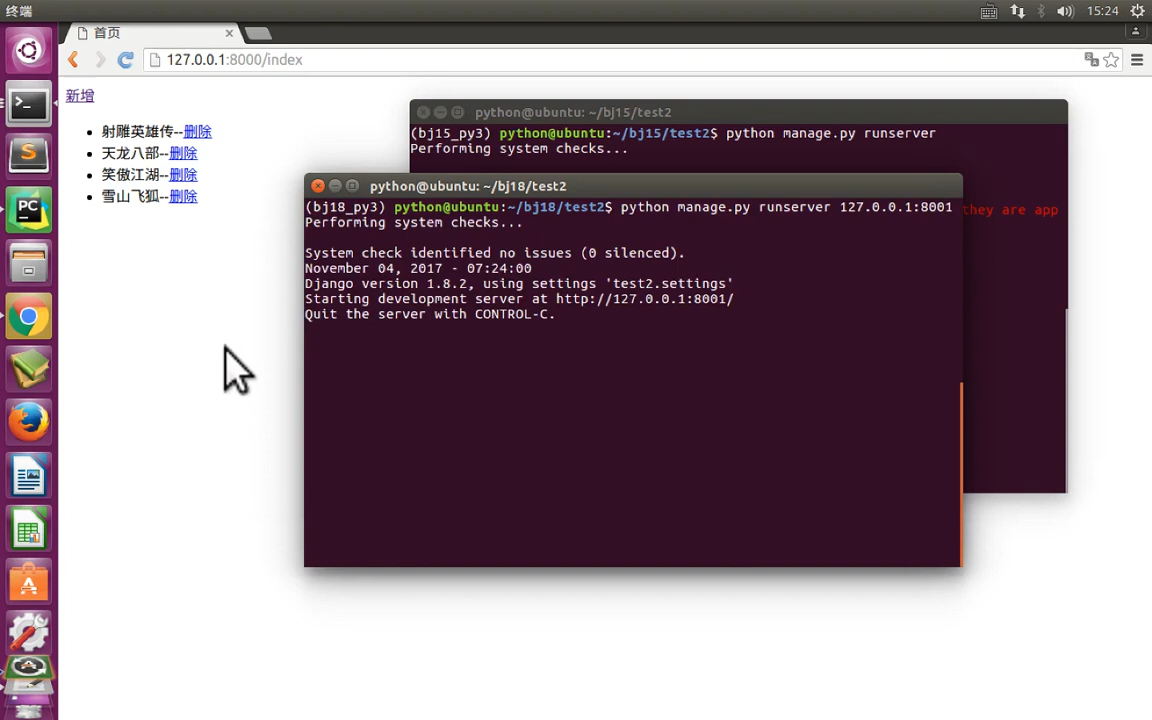 终端
15:24
首页
127.0.0.1:8000/index
新增
射雕英雄传--删除
天龙八部--删除
笑傲江湖--删除
雪山飞狐--删除
python@ubuntu: ~/bj15/test2
(bj15_py3) python@ubuntu:~/bj15/test2$ python manage.py runserver
Performing system checks...
they are app
python@ubuntu: ~/bj18/test2
(bj18_py3) python@ubuntu:~/bj18/test2$ python manage.py runserver 127.0.0.1:8001
Performing system checks...
System check identified no issues (0 silenced).
November 04, 2017 - 07:24:00
Django version 1.8.2, using settings 'test2.settings'
Starting development server at http://127.0.0.1:8001/
Quit the server with CONTROL-C.